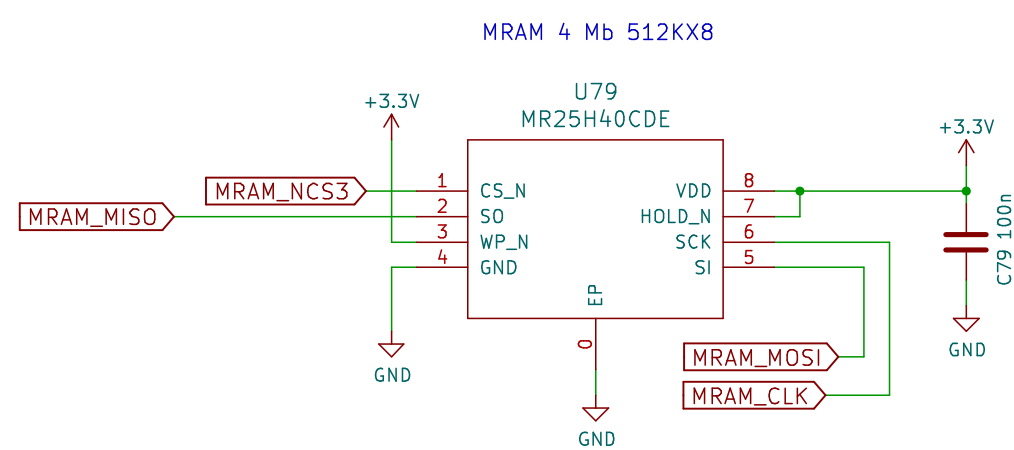 MRAM 4 Mb 512KX8
U79
MR25H40CDE
+3.3V
+3.3V
MRAM_NCS3
MRAM_MISO
1
CS_N
2
SO
3
WP_N
4
GND
VDD
8
HOLD_N
7
SCK
6
SI
5
EP
0
C79 100n
MRAM_MOSI
MRAM_CLK
GND
GND
GND